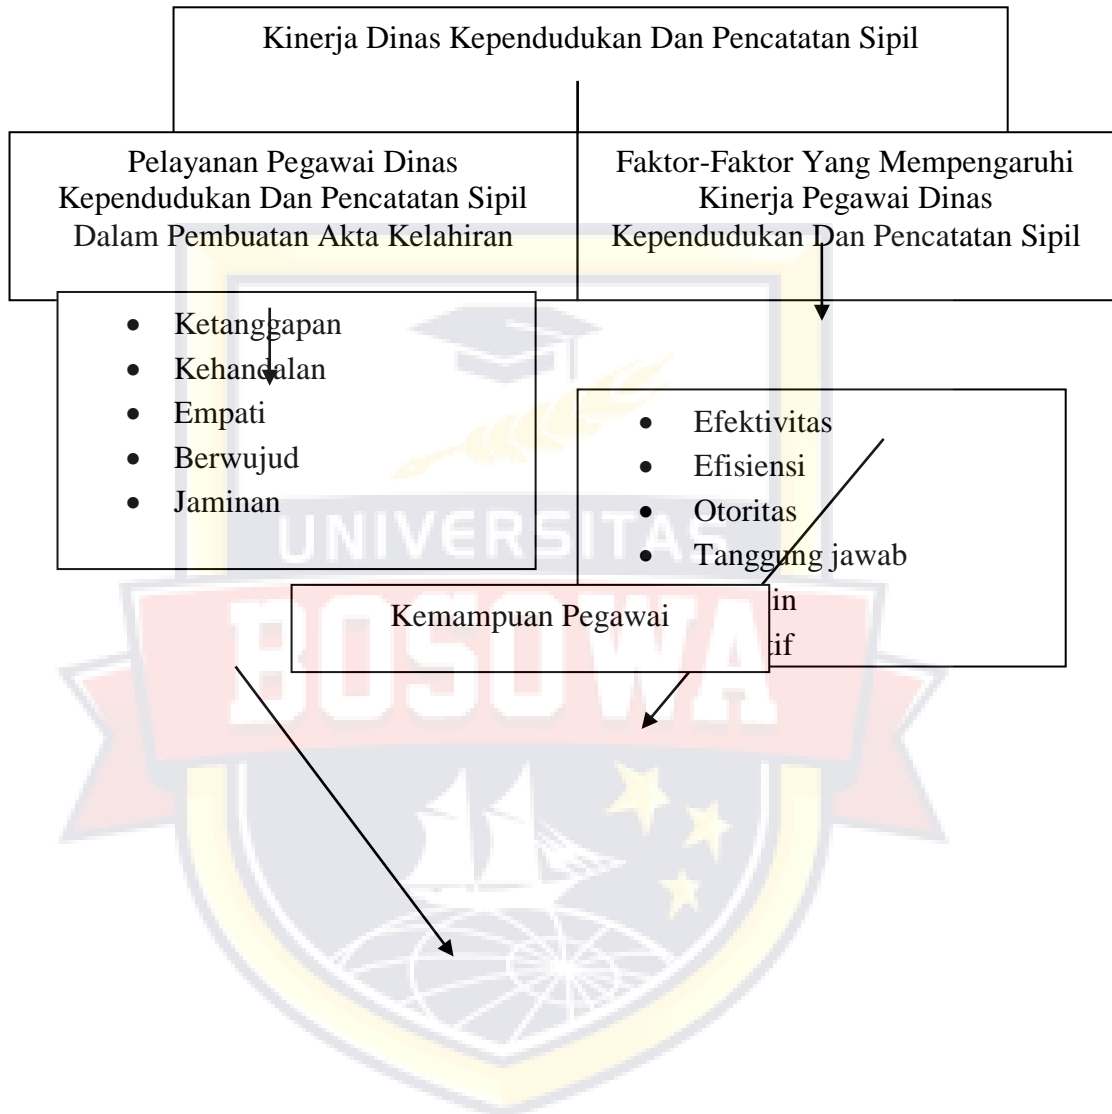 Kinerja Dinas Kependudukan Dan Pencatatan Sipil
Pelayanan Pegawai Dinas
Kependudukan Dan Pencatatan Sipil
Dalam Pembuatan Akta Kelahiran
Faktor-Faktor Yang Mempengaruhi
Kinerja Pegawai Dinas
Kependudukan Dan Pencatatan Sipil
• Ketanggapan
• Kehandalan
• Empati
• Berwujud
• Jaminan
• Efektivitas
• Efisiensi
• Otoritas
• Tanggung jawab
in
tif
Kemampuan Pegawai
UNIVERSITAS
BOSOWA